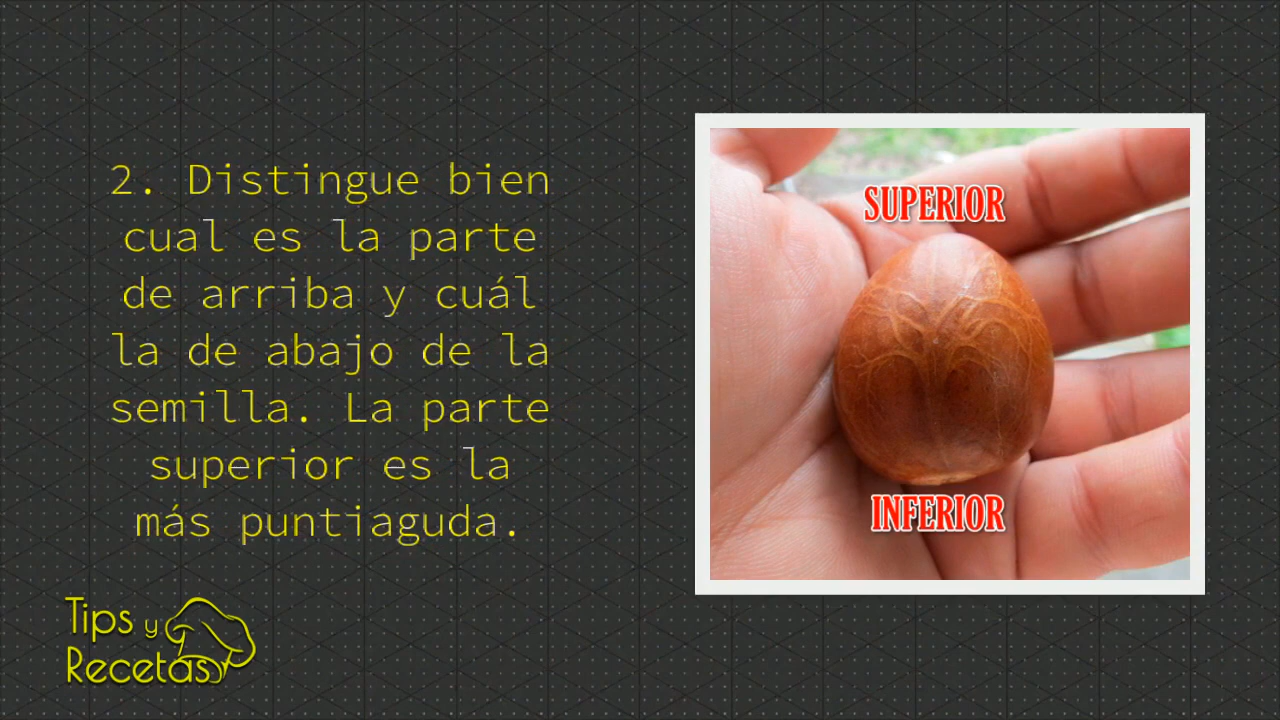 2. Distingue bien
cual es la parte
de arriba y cuál
la de abajo de la
semilla. La parte
superior es la
más puntiaguda.
SUPERIOR
INFERIOR
Tips y
Recetas